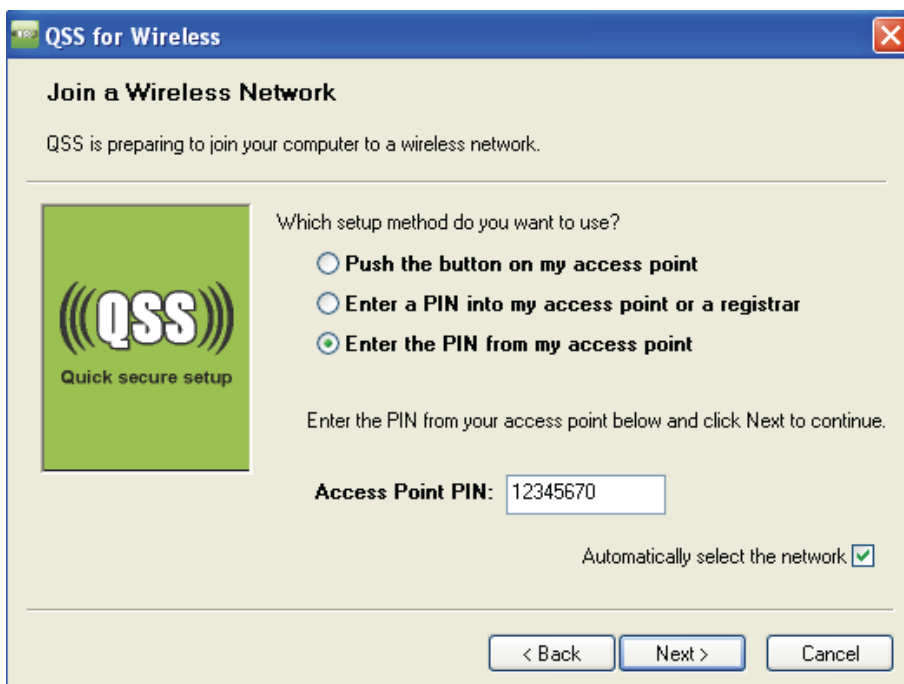 QSS for Wireless
Join a Wireless Network
QSS is preparing to join your computer to a wireless network.
Which setup method do you want to use?
Push the button on my access point
Enter a PIN into my access point or a registrar
Enter the PIN from my access point
(((QSS)))
Quick secure setup
Enter the PIN from your access point below and click Next to continue.
Access Point PIN: 12345670
Automatically select the network
< Back Next > Cancel